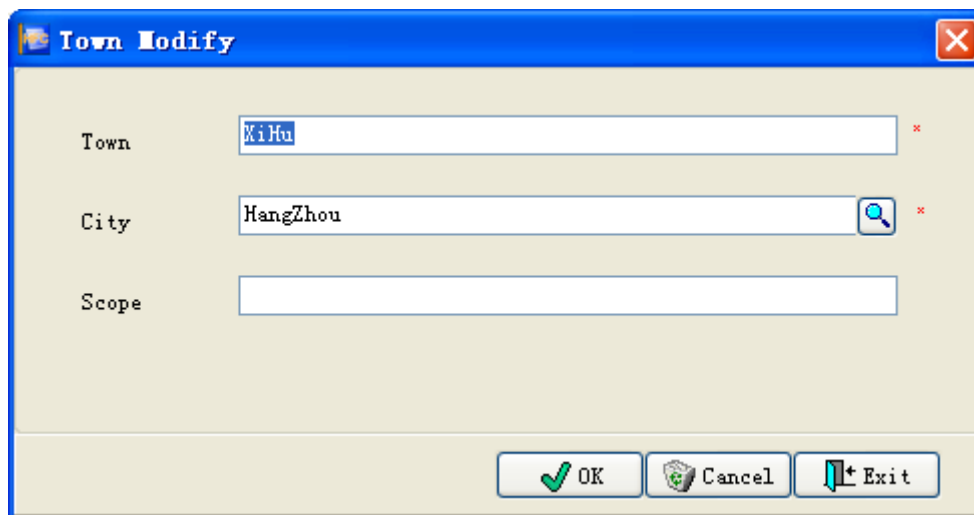 Town Modify
Town XiHu *
City HangZhou *
Scope
OK Cancel Exit